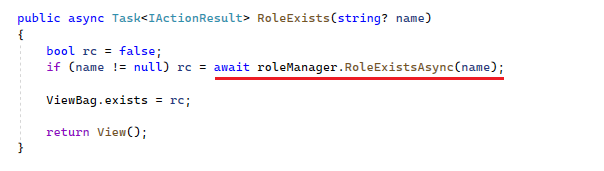 public async Task<IActionResult> RoleExists(string? name)
{
bool rc = false;
if (name != null) rc = await roleManager.RoleExistsAsync(name);
ViewBag.exists = rc;
return View();
}